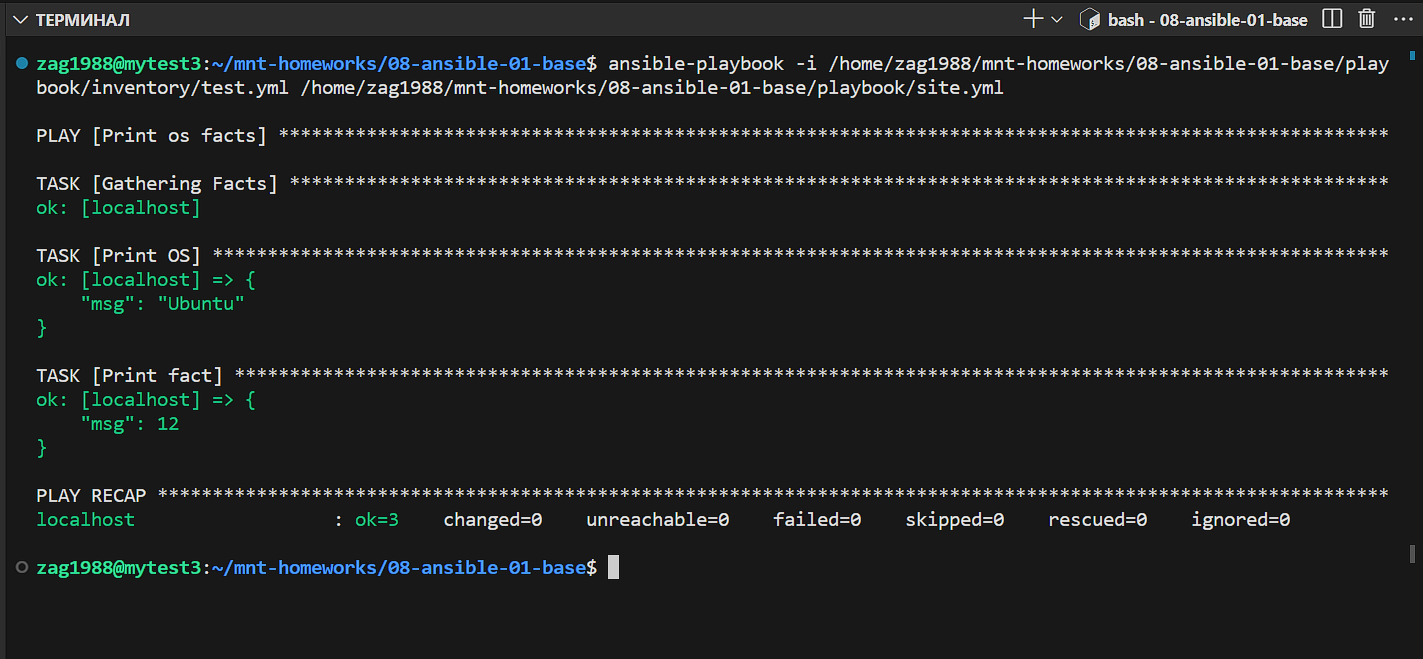 ТЕРМИНАЛ
bash - 08-ansible-01-base
zag1988@mytest3:~/mnt-homeworks/08-ansible-01-base$ ansible-playbook -i /home/zag1988/mnt-homeworks/08-ansible-01-base/play
book/inventory/test.yml /home/zag1988/mnt-homeworks/08-ansible-01-base/playbook/site.yml
PLAY [Print os facts] *****************************************************************************************************
TASK [Gathering Facts] ****************************************************************************************************
ok: [localhost]
TASK [Print OS] ***********************************************************************************************************
ok: [localhost] => {
    "msg": "Ubuntu"
}
TASK [Print fact] *********************************************************************************************************
ok: [localhost] => {
    "msg": 12
}
PLAY RECAP ****************************************************************************************************************
localhost                  : ok=3    changed=0    unreachable=0    failed=0    skipped=0    rescued=0    ignored=0
zag1988@mytest3:~/mnt-homeworks/08-ansible-01-base$